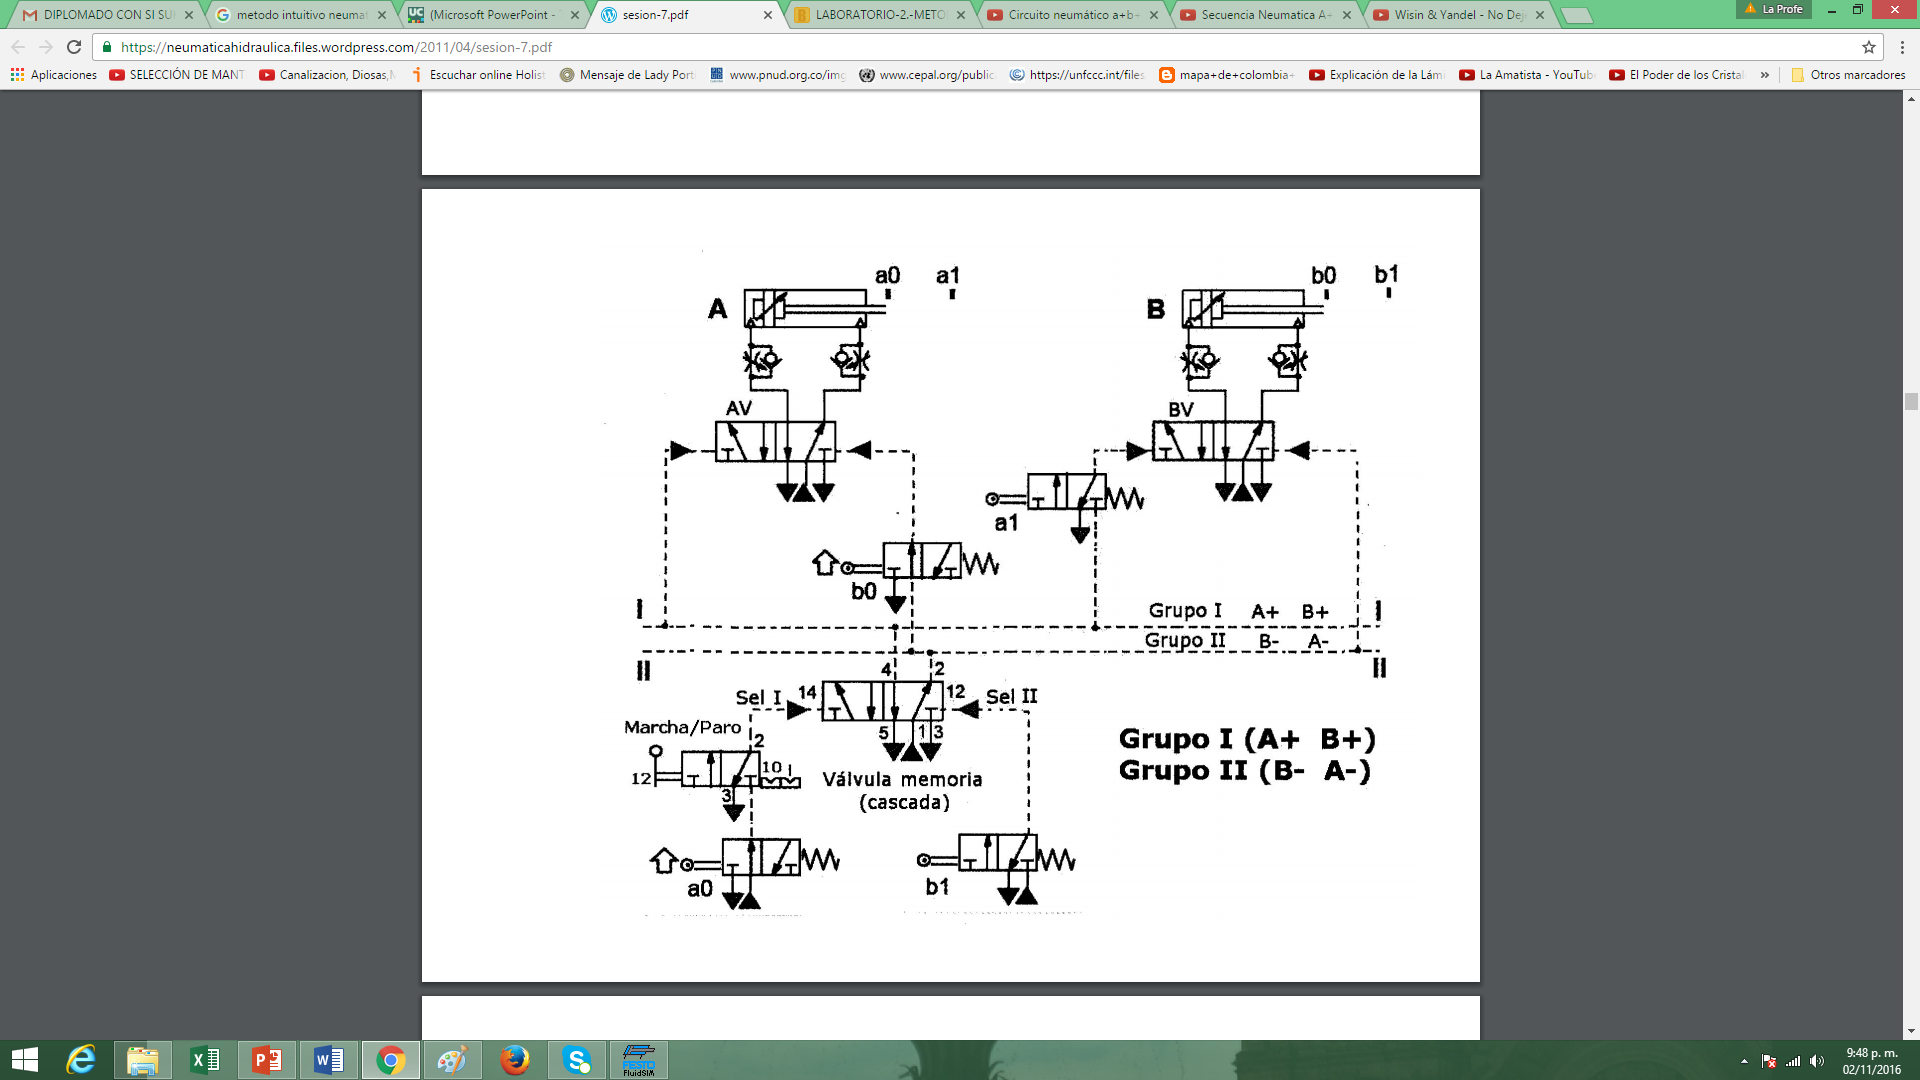 DIPLOMADO CON SI SU
metodo intuitivo neumat
(Microsoft PowerPoint -
sesion-7.pdf
LABORATORIO-2.-METO
Circuito neumático a+b+
Secuencia Neumatica A+
Wisin & Yandel - No Dej
La Profe
https://neumaticahidraulica.files.wordpress.com/2011/04/sesion-7.pdf
Aplicaciones
SELECCIÓN DE MANT
Canalizacion, Diosas,
Escuchar online Holist
Mensaje de Lady Port
www.pnud.org.co/img
www.cepal.org/public
https://unfccc.int/files
mapa+de+colombia
Explicación de la Lám
La Amatista - YouTub
El Poder de los Cristal
»
Otros marcadores
a0 a1
b0 b1
A
B
AV
BV
a1
b0
I
Grupo I A+ B+
I
Grupo II B- A-
II
II
4 2
Sel I 14
12 Sel II
5 1 3
Marcha/Paro
2
12
10
3
Válvula memoria
(cascada)
Grupo I (A+ B+)
Grupo II (B- A-)
a0
b1
FESTO
FluidSIM
9:48 p. m.
02/11/2016